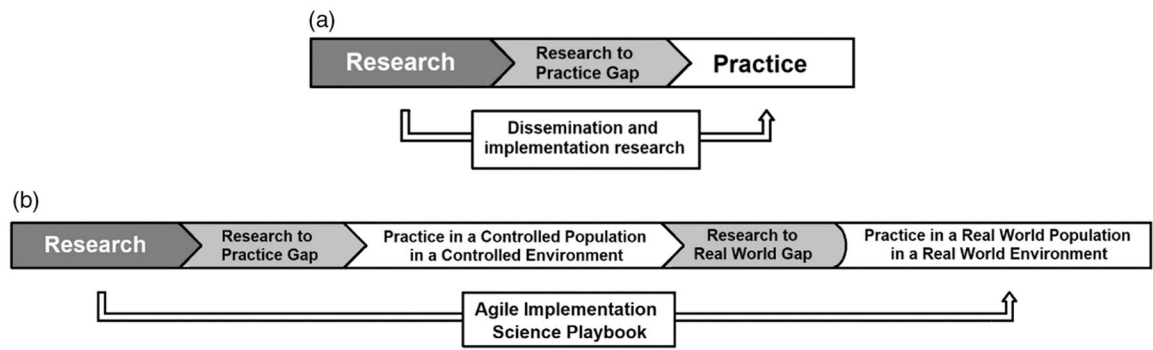 (a)
Research
Research to
Practice Gap
Practice
Dissemination and
implementation research
(b)
Research
Research to
Practice Gap
Practice in a Controlled Population
in a Controlled Environment
Research to
Real World Gap
Practice in a Real World Population
in a Real World Environment
Agile Implementation
Science Playbook